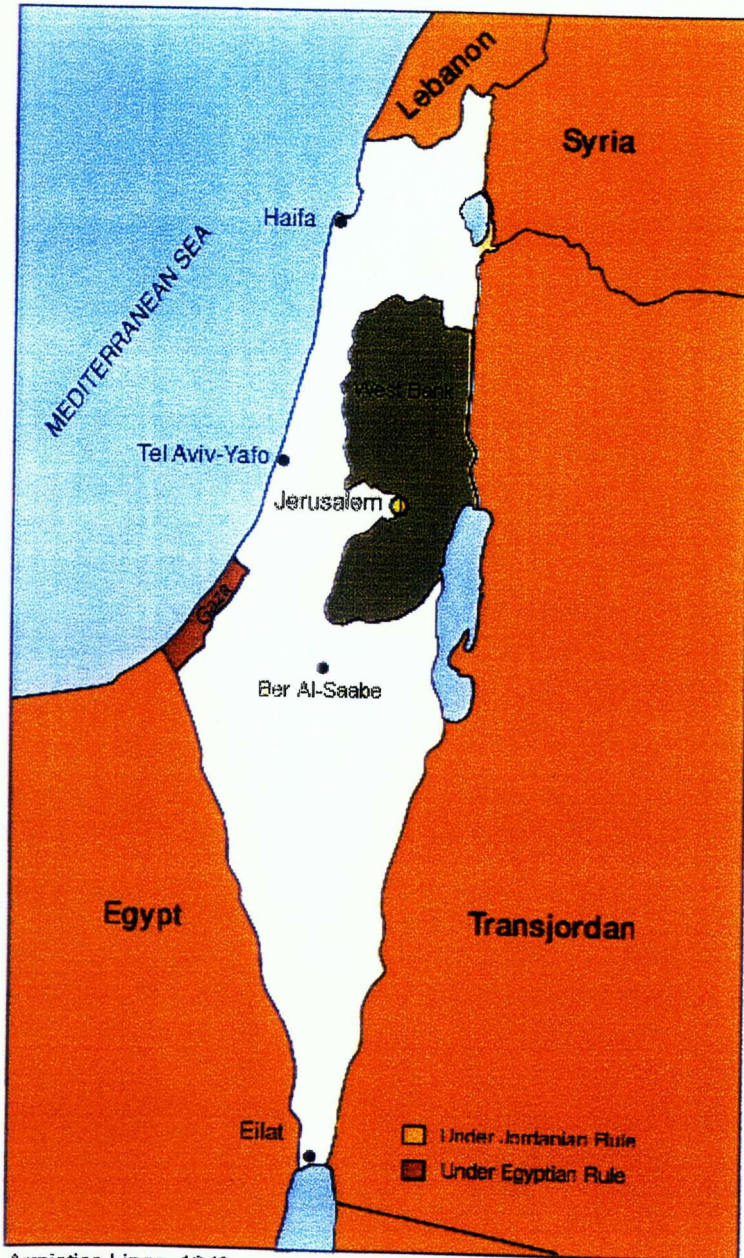 Lebanon
Syria
Haifa
MEDITERRANEAN SEA
West Bank
Tel Aviv-Yafo
Jerusalem
Gaza
Ber Al-Saabe
Egypt
Transjordan
Eilat
Under Jordanian Rule
Under Egyptian Rule